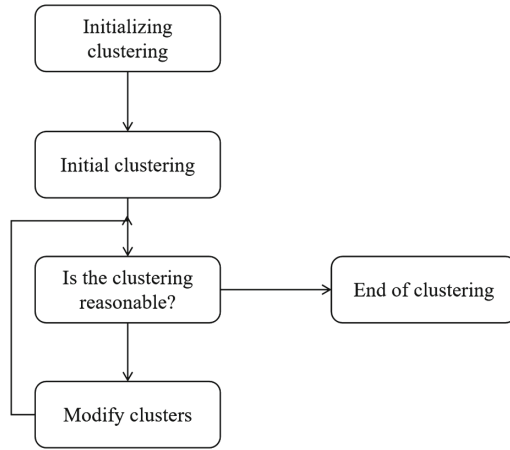 Initializing
clustering
Initial clustering
Is the clustering
reasonable?
End of clustering
Modify clusters